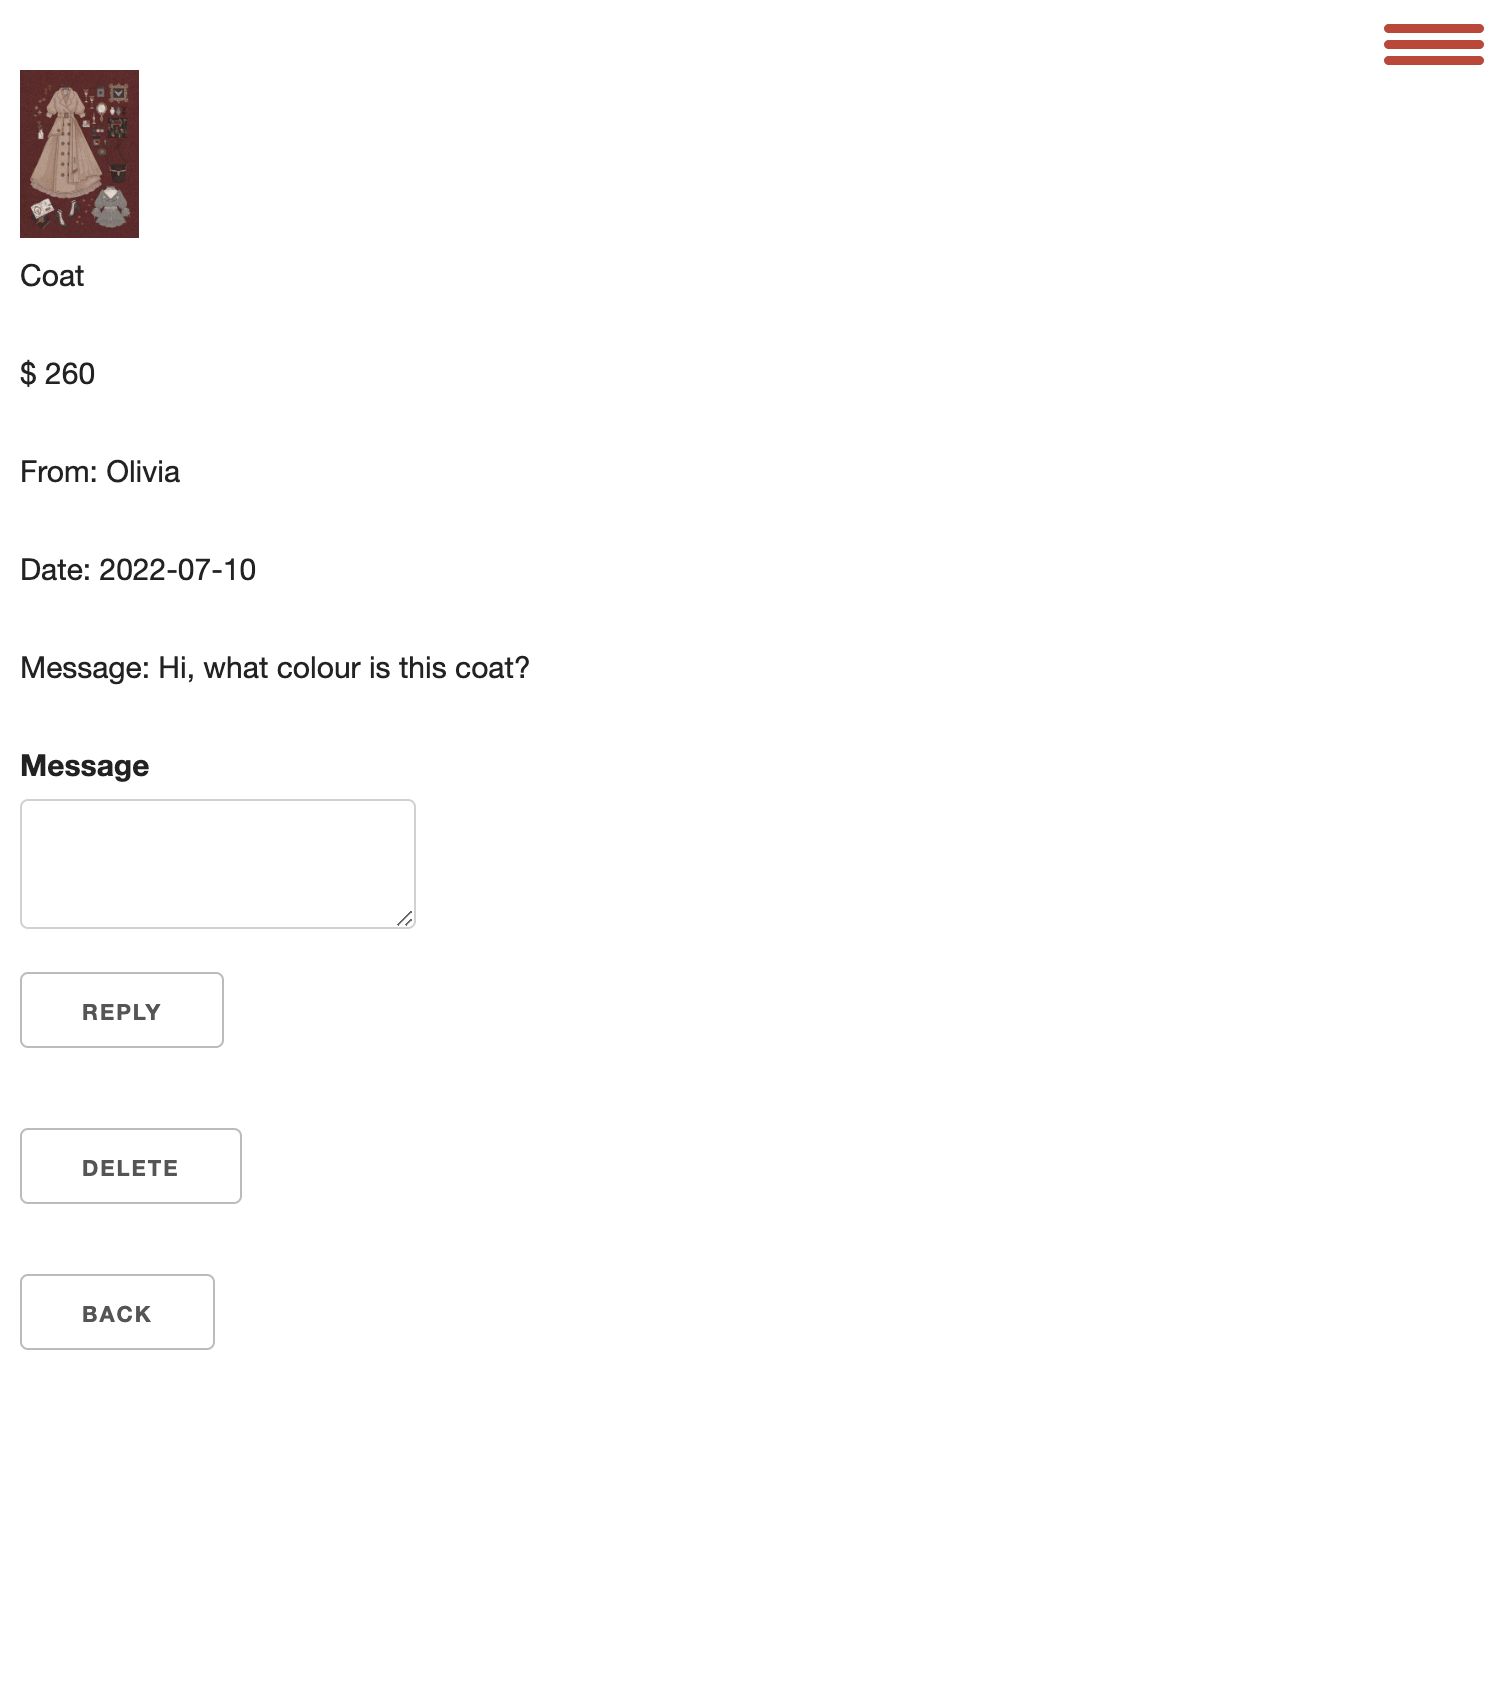 Coat
$ 260
From: Olivia
Date: 2022-07-10
Message: Hi, what colour is this coat?
Message
REPLY
DELETE
BACK